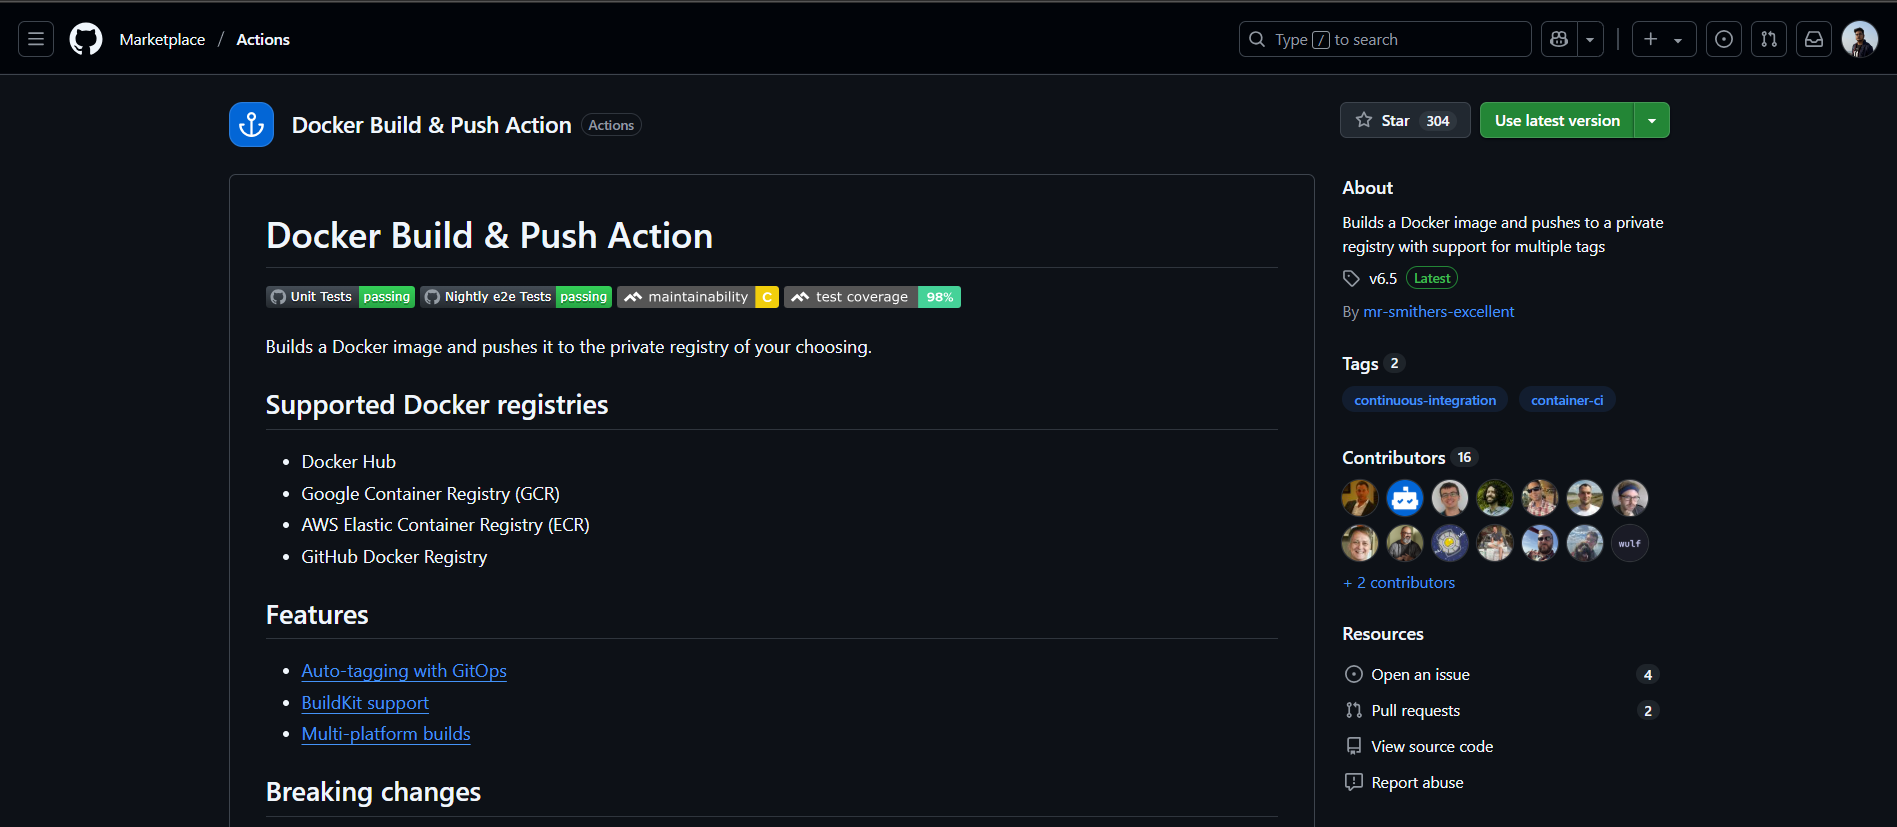 Marketplace / Actions
Type / to search
Docker Build & Push Action Actions
Star 304
Use latest version
Docker Build & Push Action
Unit Tests passing Nightly e2e Tests passing maintainability C test coverage 98%
Builds a Docker image and pushes it to the private registry of your choosing.
Supported Docker registries
Docker Hub
Google Container Registry (GCR)
AWS Elastic Container Registry (ECR)
GitHub Docker Registry
Features
Auto-tagging with GitOps
BuildKit support
Multi-platform builds
Breaking changes
About
Builds a Docker image and pushes to a private
registry with support for multiple tags
v6.5 Latest
By mr-smithers-excellent
Tags 2
continuous-integration container-ci
Contributors 16
wulf
+ 2 contributors
Resources
Open an issue 4
Pull requests 2
View source code
Report abuse